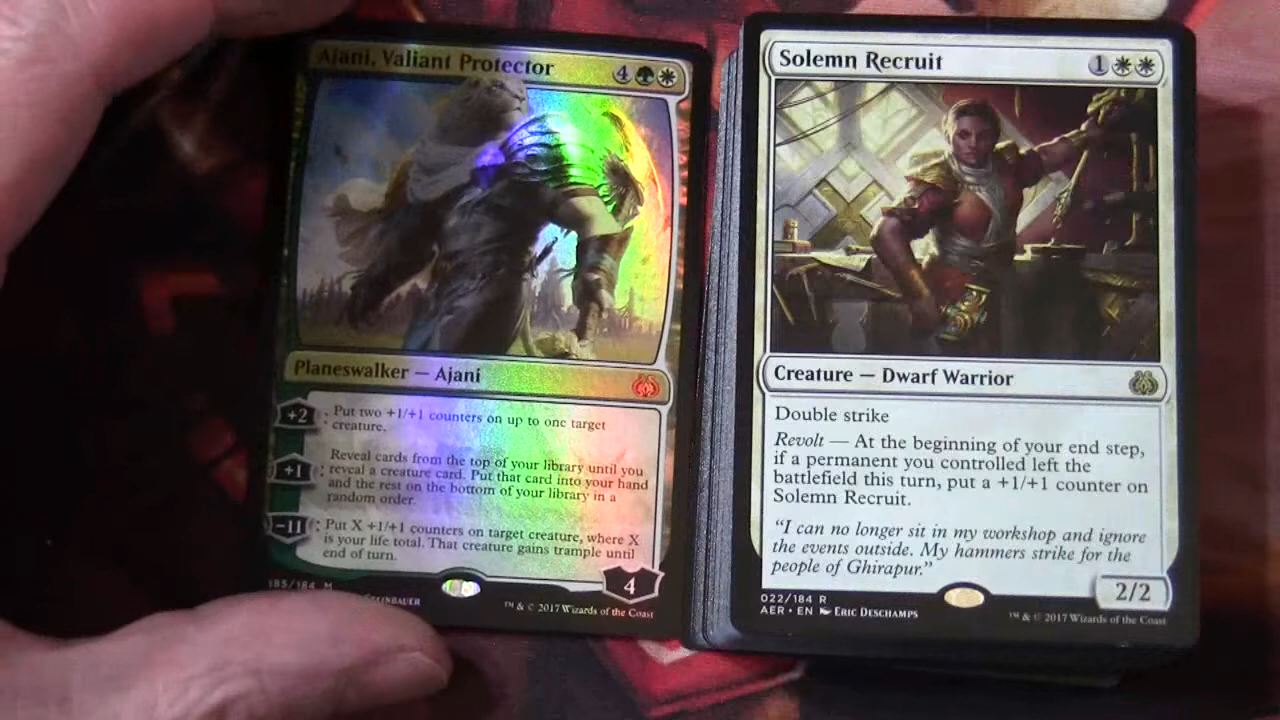 Ajani, Valiant Protector 4
Planeswalker — Ajani
+2 : Put two +1/+1 counters on up to one target
creature.
+1 : Reveal cards from the top of your library until you
reveal a creature card. Put that card into your hand
and the rest on the bottom of your library in a
random order.
−11 : Put X +1/+1 counters on target creature, where X
is your life total. That creature gains trample until
end of turn.
4
185/184 M
™ & © 2017 Wizards of the Coast
Solemn Recruit 1
Creature — Dwarf Warrior
Double strike
Revolt — At the beginning of your end step,
if a permanent you controlled left the
battlefield this turn, put a +1/+1 counter on
Solemn Recruit.
“I can no longer sit in my workshop and ignore
the events outside. My hammers strike for the
people of Ghirapur.”
2/2
022/184 R
AER • EN Eric Deschamps
™ & © 2017 Wizards of the Coast